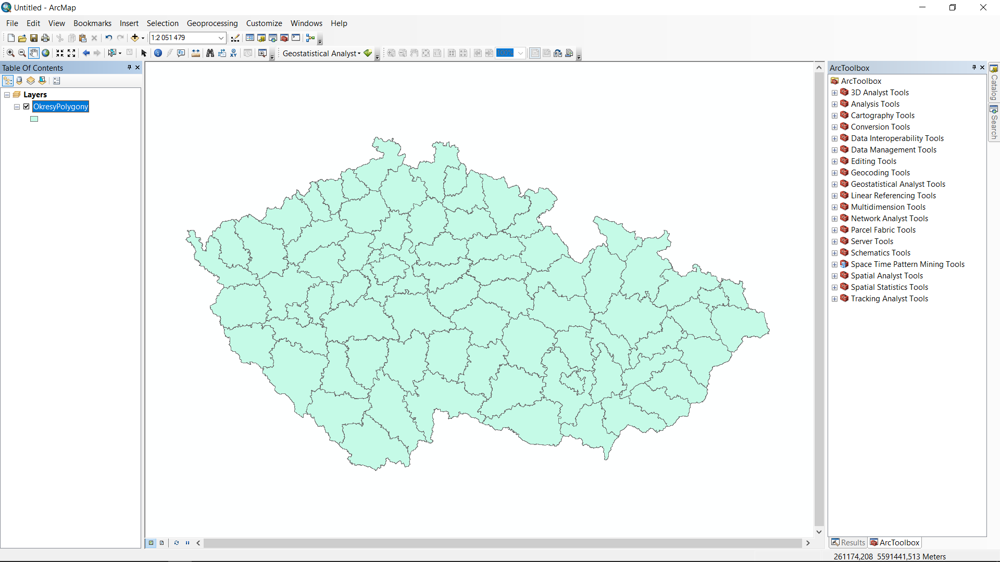 Untitled - ArcMap
File Edit View Bookmarks Insert Selection Geoprocessing Customize Windows Help
1:2 051 479
Geostatistical Analyst 100%
Table Of Contents
Layers
OkresyPolygony
ArcToolbox
ArcToolbox
3D Analyst Tools
Analysis Tools
Cartography Tools
Conversion Tools
Data Interoperability Tools
Data Management Tools
Editing Tools
Geocoding Tools
Geostatistical Analyst Tools
Linear Referencing Tools
Multidimension Tools
Network Analyst Tools
Parcel Fabric Tools
Server Tools
Schematics Tools
Space Time Pattern Mining Tools
Spatial Analyst Tools
Spatial Statistics Tools
Tracking Analyst Tools
Results ArcToolbox
Catalog
Search
261174,208 5591441,513 Meters